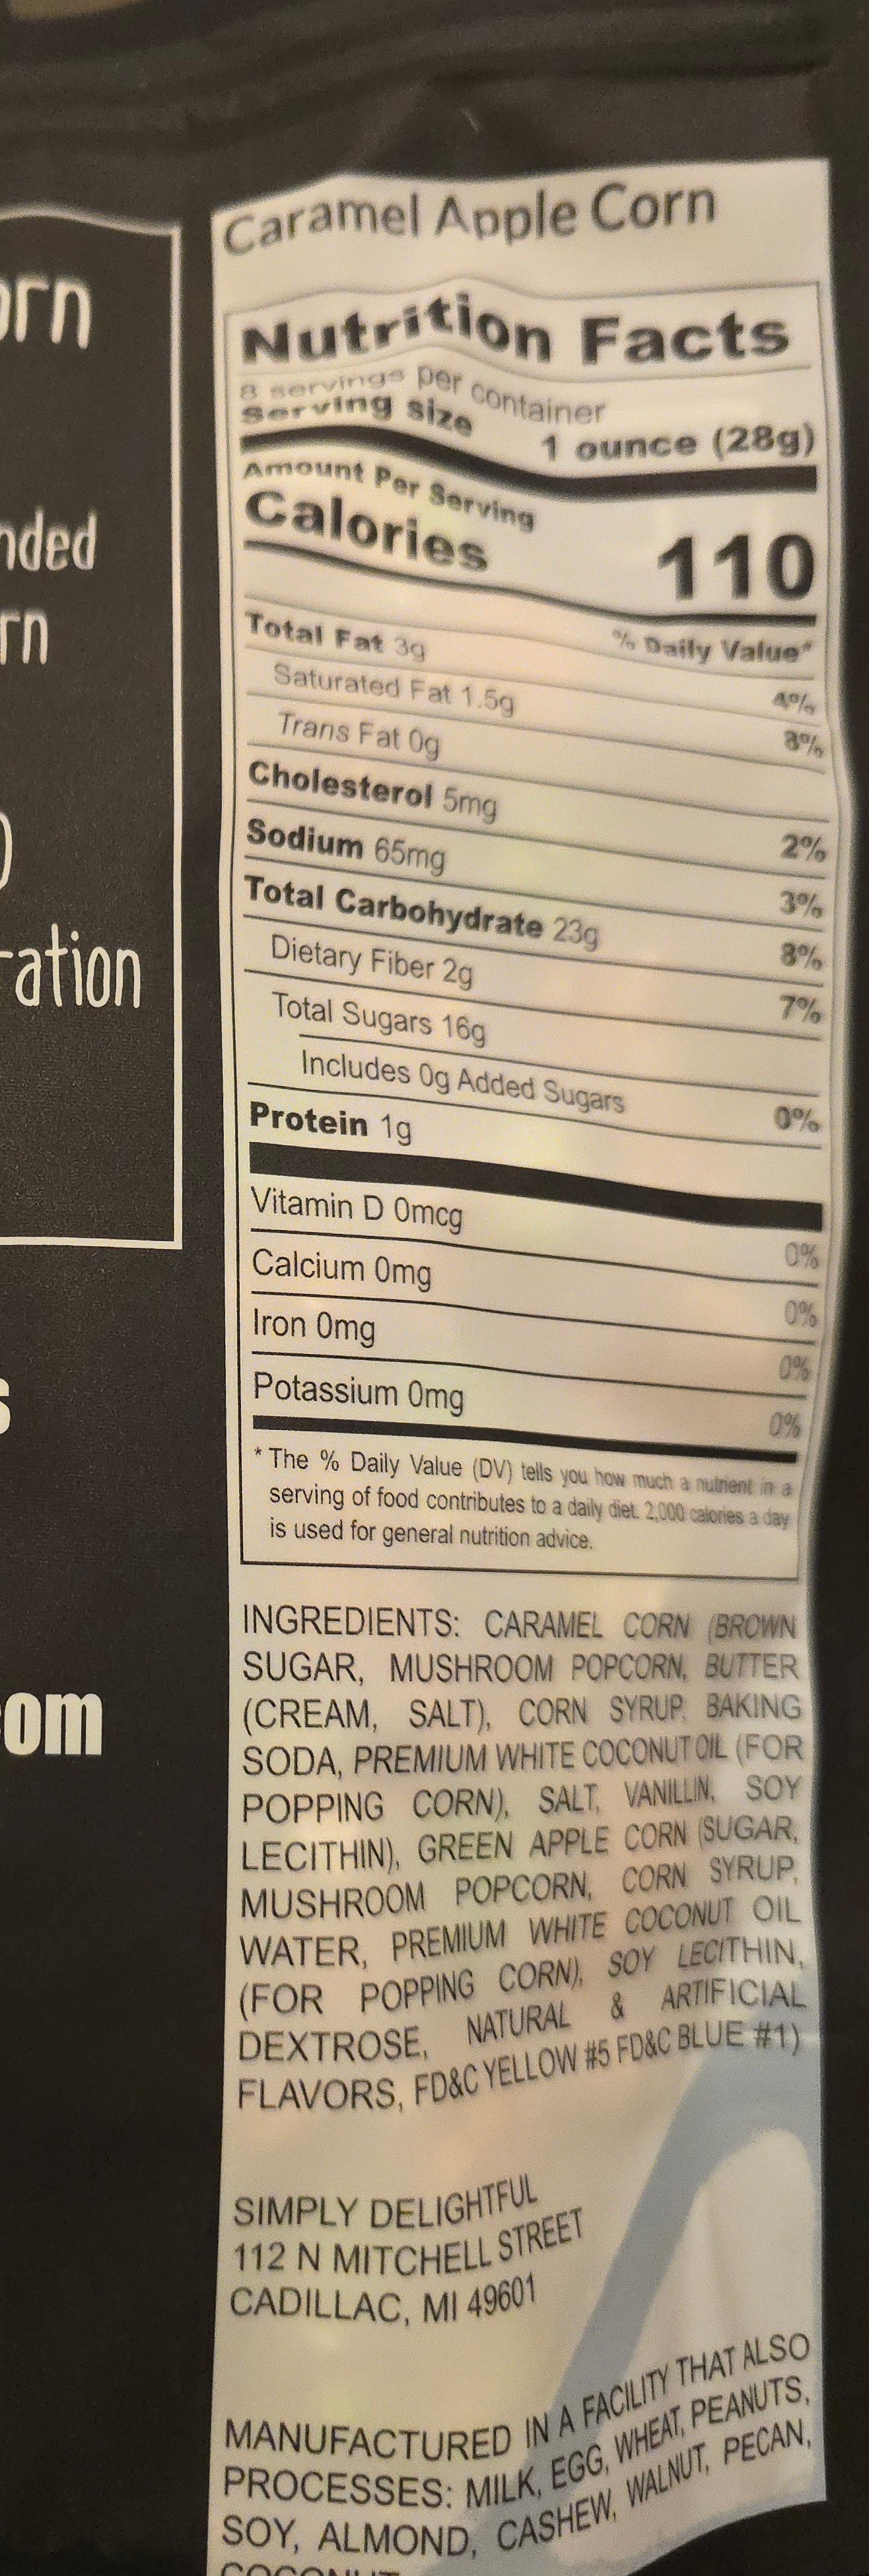 orn
nded
rn
)
ration
s
com
Caramel Apple Corn
Nutrition Facts
8 servings per container
Serving size 1 ounce (28g)
Amount Per Serving
Calories 110
% Daily Value*
Total Fat 3g 4%
Saturated Fat 1.5g 8%
Trans Fat 0g
Cholesterol 5mg 2%
Sodium 65mg 3%
Total Carbohydrate 23g 8%
Dietary Fiber 2g 7%
Total Sugars 16g
Includes 0g Added Sugars 0%
Protein 1g
Vitamin D 0mcg 0%
Calcium 0mg 0%
Iron 0mg 0%
Potassium 0mg 0%
* The % Daily Value (DV) tells you how much a nutrient in a
serving of food contributes to a daily diet. 2,000 calories a day
is used for general nutrition advice.
INGREDIENTS: CARAMEL CORN (BROWN
SUGAR, MUSHROOM POPCORN, BUTTER
(CREAM, SALT), CORN SYRUP, BAKING
SODA, PREMIUM WHITE COCONUT OIL (FOR
POPPING CORN), SALT, VANILLIN, SOY
LECITHIN), GREEN APPLE CORN (SUGAR,
MUSHROOM POPCORN, CORN SYRUP,
WATER, PREMIUM WHITE COCONUT OIL
(FOR POPPING CORN), SOY LECITHIN,
DEXTROSE, NATURAL & ARTIFICIAL
FLAVORS, FD&C YELLOW #5 FD&C BLUE #1)
SIMPLY DELIGHTFUL
112 N MITCHELL STREET
CADILLAC, MI 49601
MANUFACTURED IN A FACILITY THAT ALSO
PROCESSES: MILK, EGG, WHEAT, PEANUTS,
SOY, ALMOND, CASHEW, WALNUT, PECAN,
COCONUT